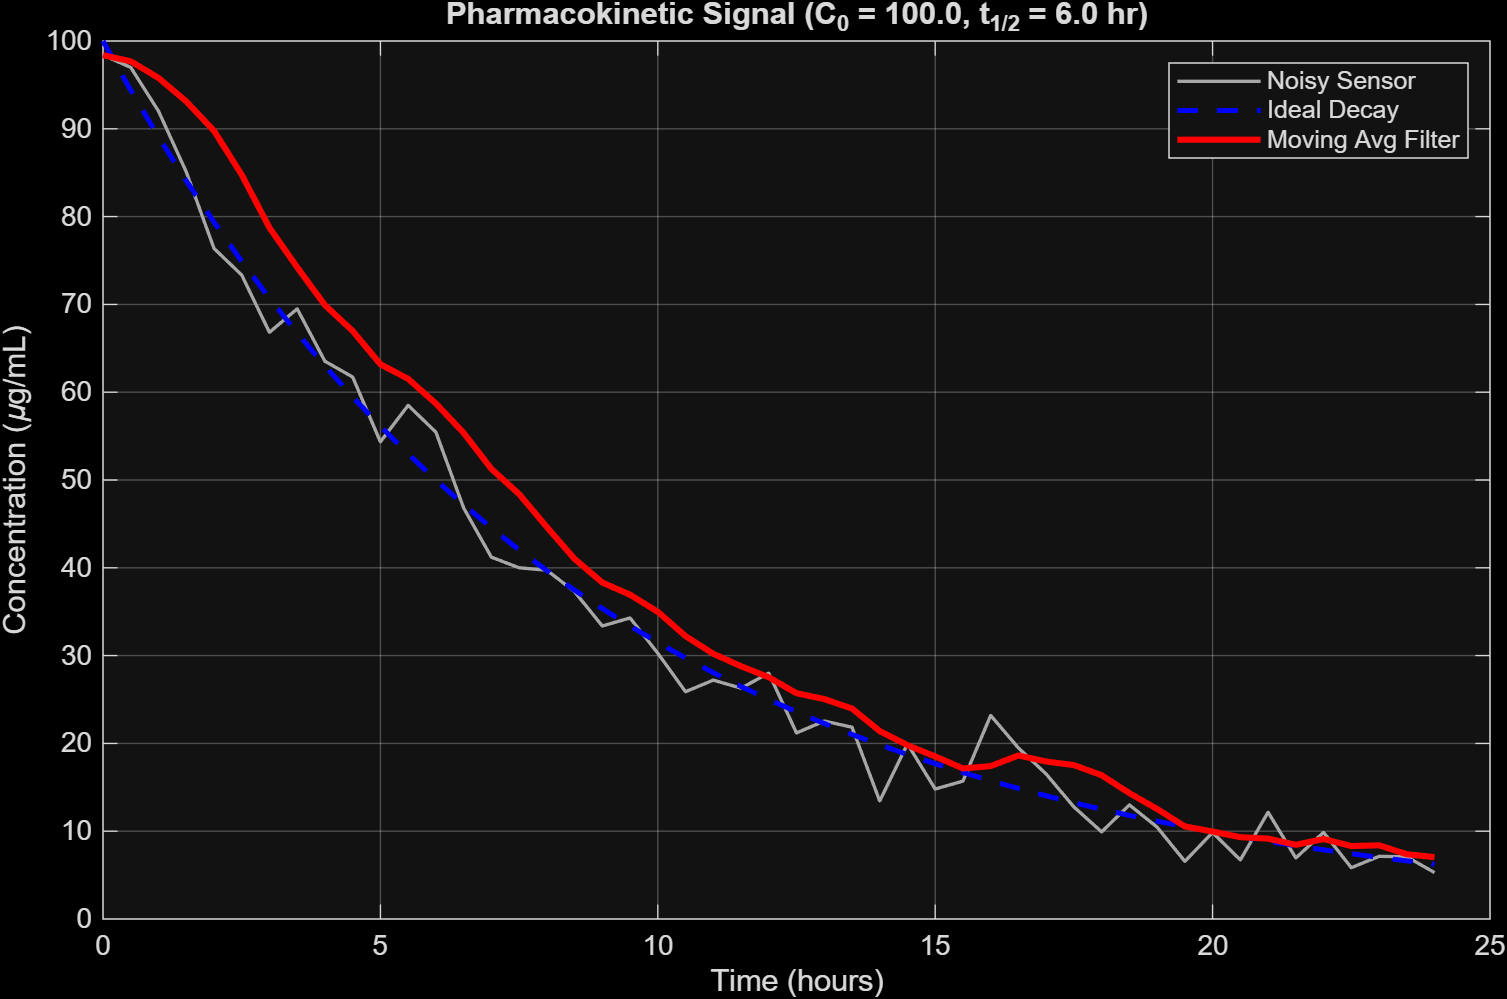 Pharmacokinetic Signal (C₀ = 100.0, t₁/₂ = 6.0 hr)
Noisy Sensor
Ideal Decay
Moving Avg Filter
Concentration (μg/mL)
100
90
80
70
60
50
40
30
20
10
0
0 5 10 15 20 25
Time (hours)